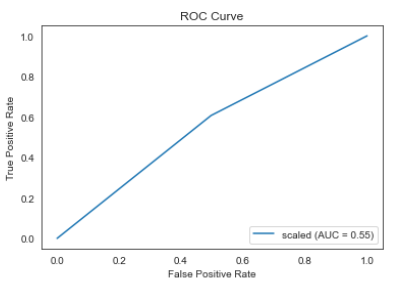 ROC Curve
1.0
0.8
0.6
0.4
0.2
0.0
True Positive Rate
scaled (AUC = 0.55)
0.0 0.2 0.4 0.6 0.8 1.0
False Positive Rate